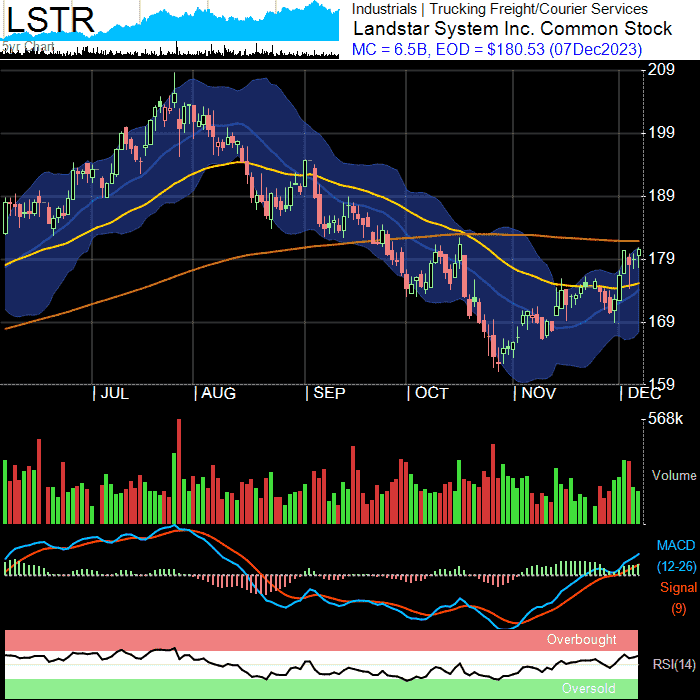 LSTR
Industrials | Trucking Freight/Courier Services
Landstar System Inc. Common Stock
MC = 6.5B, EOD = $180.53 (07Dec2023)
5yr Chart
209
199
189
179
169
159
| JUL | AUG | SEP | OCT | NOV | DEC
568k
Volume
MACD
(12-26)
Signal
(9)
Overbought
RSI(14)
Oversold